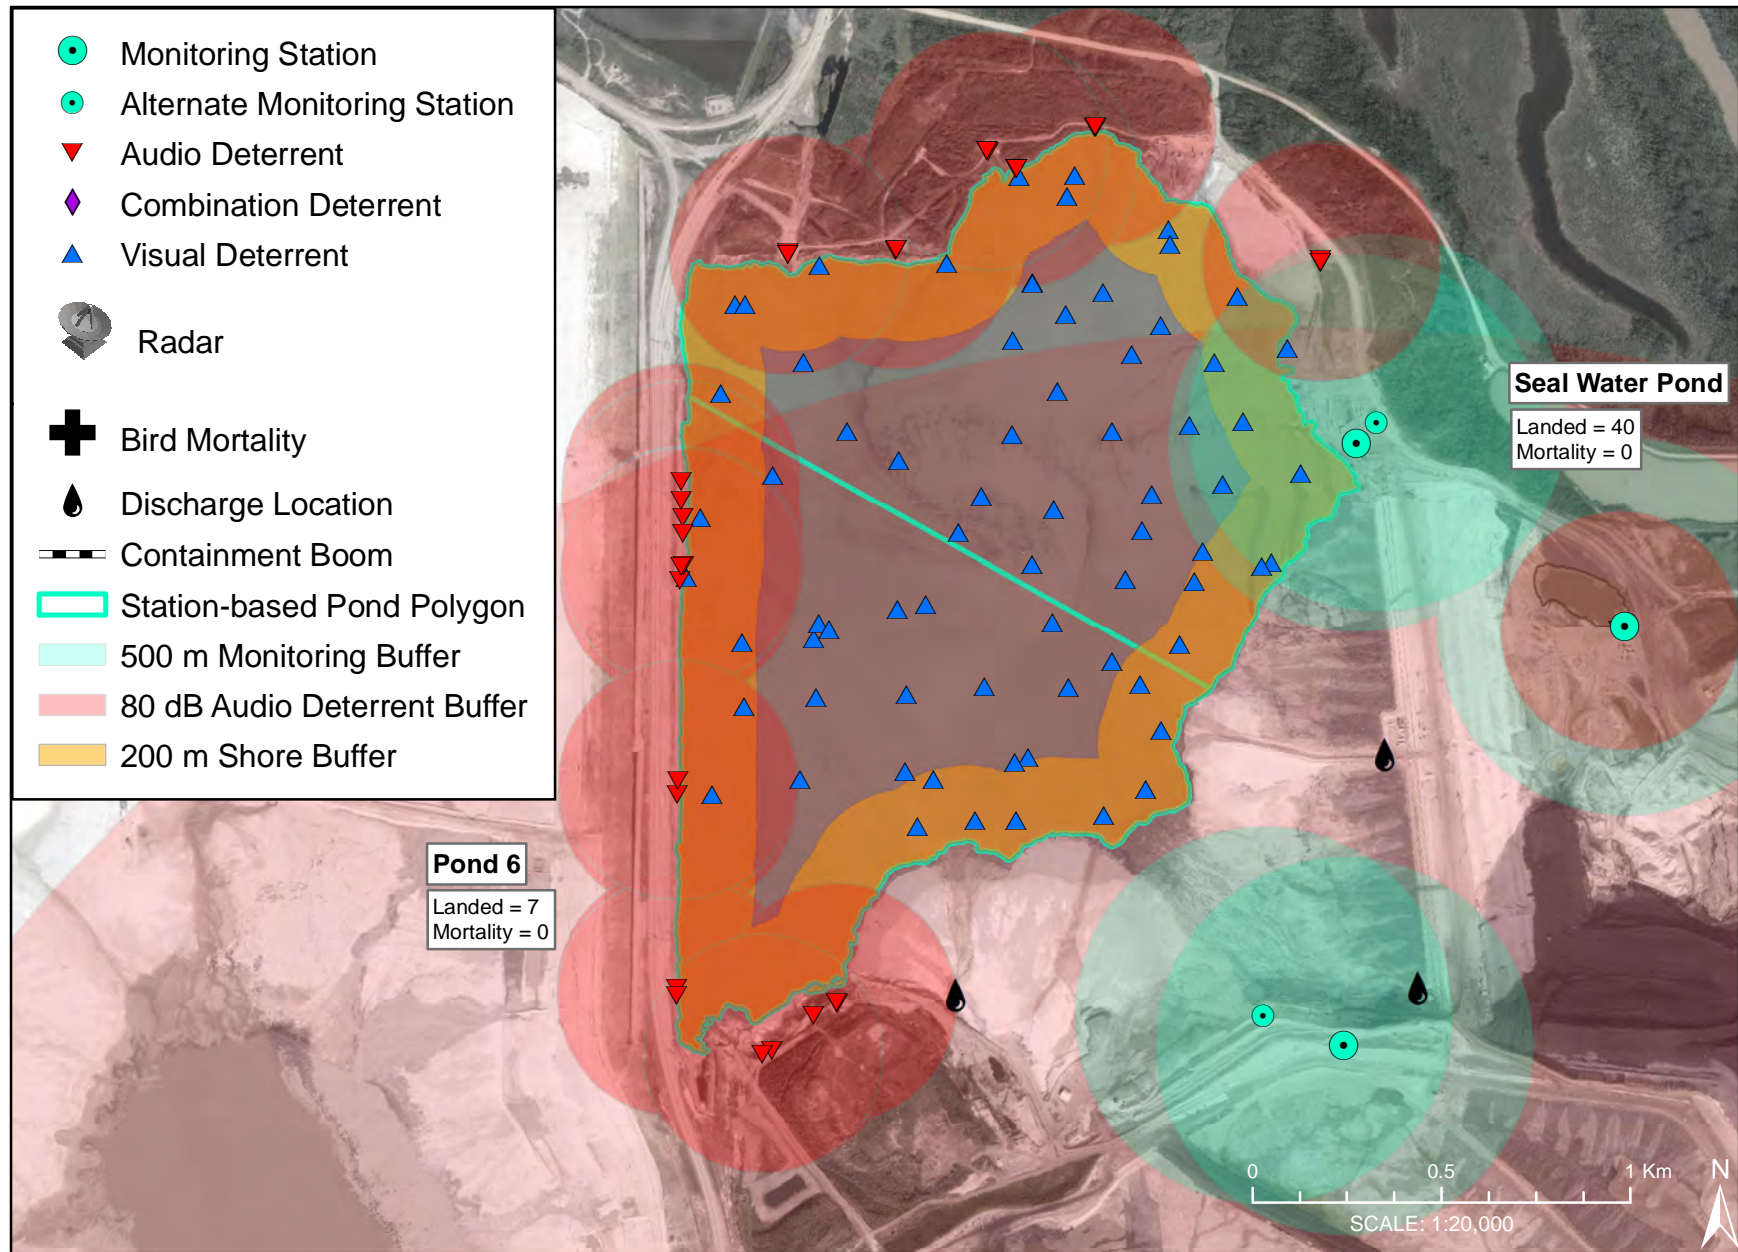 Monitoring Station
Alternate Monitoring Station
Audio Deterrent
Combination Deterrent
Visual Deterrent
Radar
Bird Mortality
Discharge Location
Containment Boom
Station-based Pond Polygon
500 m Monitoring Buffer
80 dB Audio Deterrent Buffer
200 m Shore Buffer
Seal Water Pond
Landed = 40
Mortality = 0
Pond 6
Landed = 7
Mortality = 0
0 0.5 1 Km
SCALE: 1:20,000
N